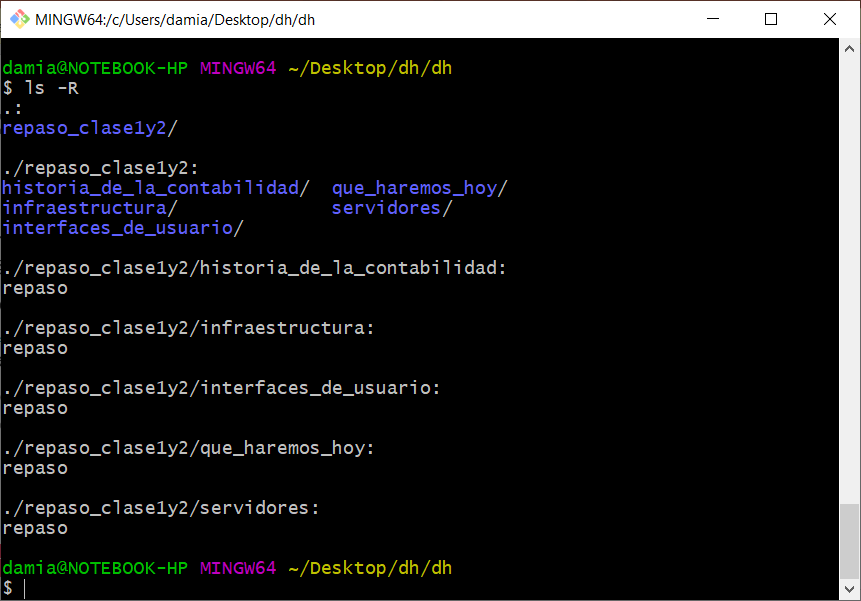 MINGW64:/c/Users/damia/Desktop/dh/dh
damia@NOTEBOOK-HP MINGW64 ~/Desktop/dh/dh
$ ls -R
.:
repaso_clase1y2/
./repaso_clase1y2:
historia_de_la_contabilidad/  que_haremos_hoy/
infraestructura/              servidores/
interfaces_de_usuario/
./repaso_clase1y2/historia_de_la_contabilidad:
repaso
./repaso_clase1y2/infraestructura:
repaso
./repaso_clase1y2/interfaces_de_usuario:
repaso
./repaso_clase1y2/que_haremos_hoy:
repaso
./repaso_clase1y2/servidores:
repaso
damia@NOTEBOOK-HP MINGW64 ~/Desktop/dh/dh
$